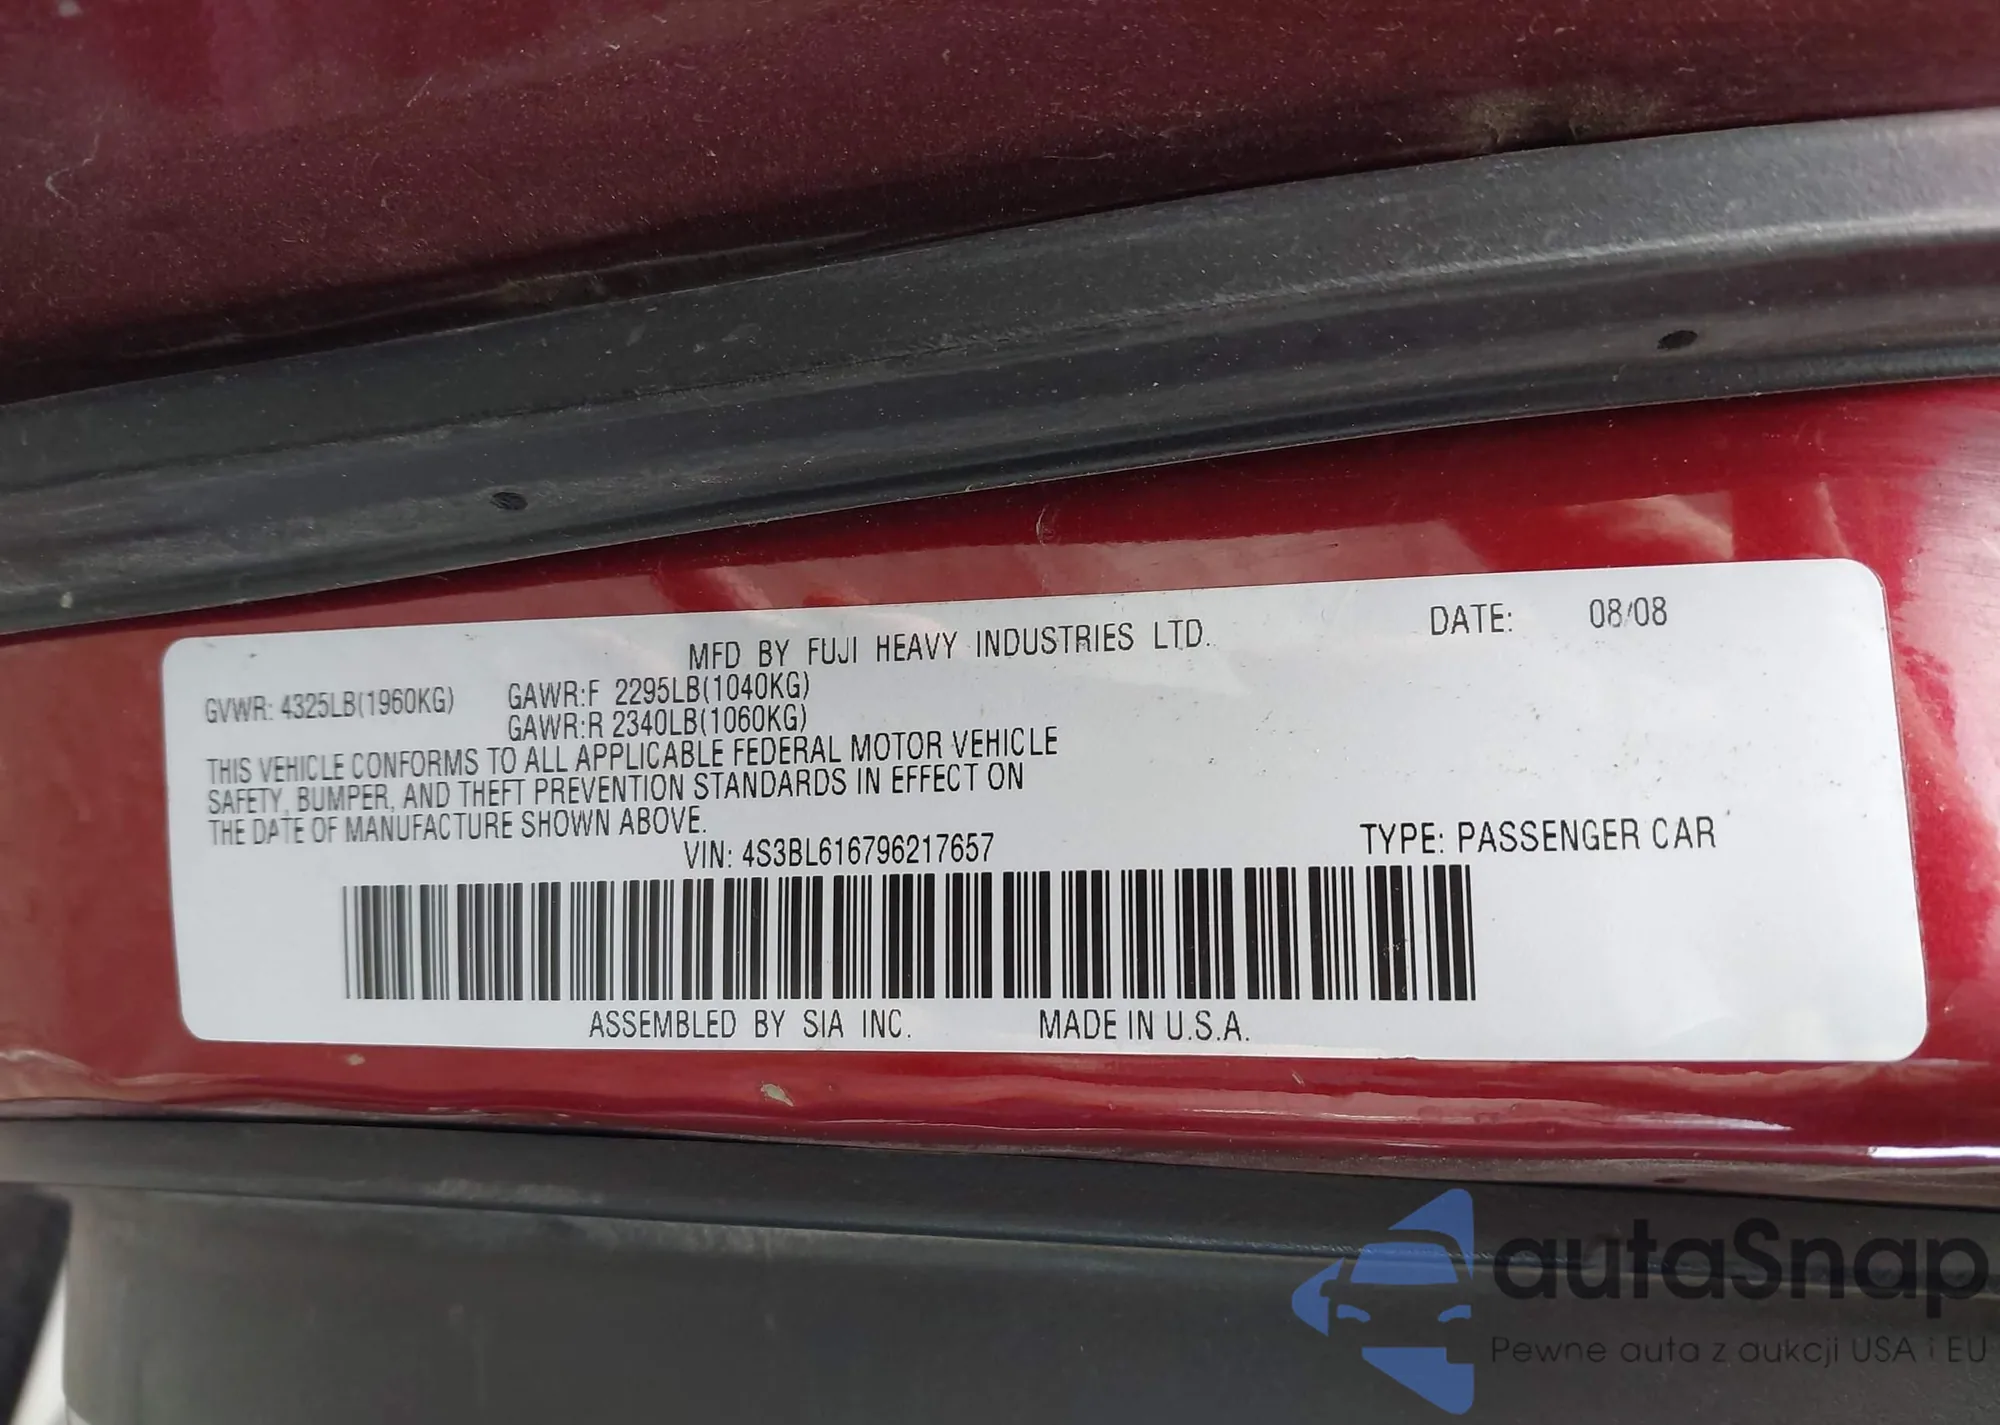 MFD BY FUJI HEAVY INDUSTRIES LTD. DATE: 08/08
GVWR: 4325LB(1960KG) GAWR:F 2295LB(1040KG)
GAWR:R 2340LB(1060KG)
THIS VEHICLE CONFORMS TO ALL APPLICABLE FEDERAL MOTOR VEHICLE
SAFETY, BUMPER, AND THEFT PREVENTION STANDARDS IN EFFECT ON
THE DATE OF MANUFACTURE SHOWN ABOVE.
VIN: 4S3BL616796217657 TYPE: PASSENGER CAR
ASSEMBLED BY SIA INC. MADE IN U.S.A.
autaSnap
Pewne auta z aukcji USA i EU